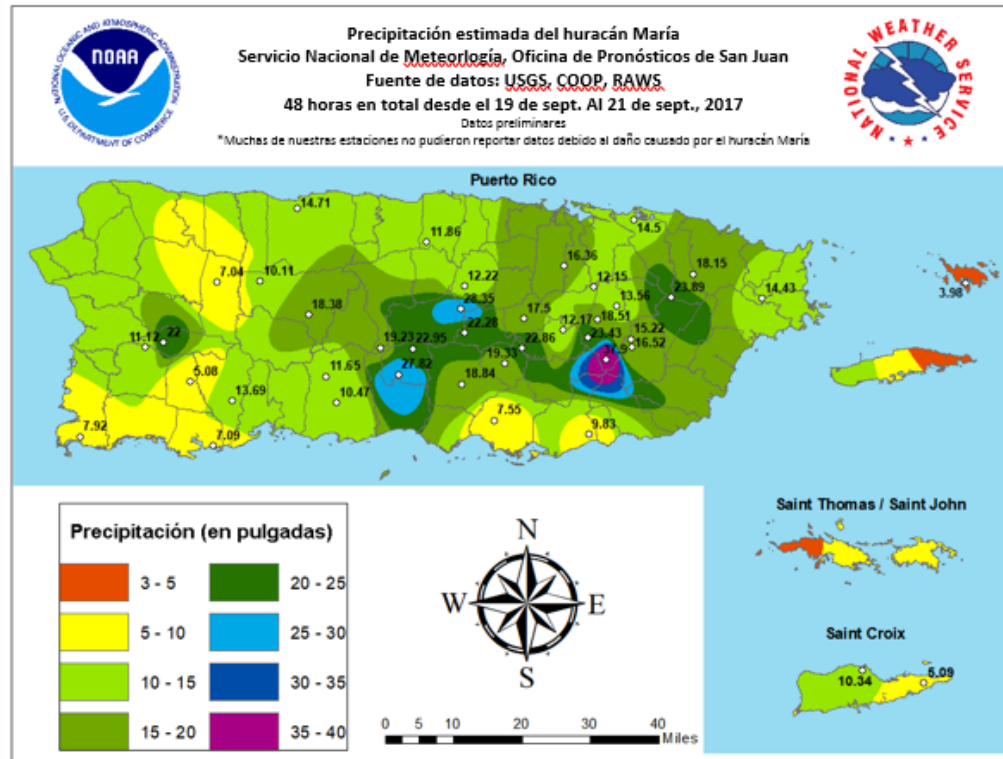 Precipitación estimada del huracán María
Servicio Nacional de Meteorlogía, Oficina de Pronósticos de San Juan
Fuente de datos: USGS, COOP, RAWS
48 horas en total desde el 19 de sept. Al 21 de sept., 2017
Datos preliminares
*Muchas de nuestras estaciones no pudieron reportar datos debido al daño causado por el huracán María
NATIONAL OCEANIC AND ATMOSPHERIC ADMINISTRATION
NOAA
U.S. DEPARTMENT OF COMMERCE
NATIONAL WEATHER SERVICE
Puerto Rico
14.71
14.5
11.86
16.36
18.15
7.04
10.11
12.22
12.15
23.89
14.43
3.98
28.35
13.56
18.38
17.5
18.51
12.17
22.28
23.43
15.22
11.12
22
19.23
22.95
22.86
16.52
19.33
5.08
11.65
27.82
18.84
13.69
10.47
7.55
9.83
7.92
7.09
Precipitación (en pulgadas)
3 - 5
20 - 25
5 - 10
25 - 30
10 - 15
30 - 35
15 - 20
35 - 40
N
W
E
S
0
5
10
20
30
40
Miles
Saint Thomas / Saint John
Saint Croix
10.34
5.09